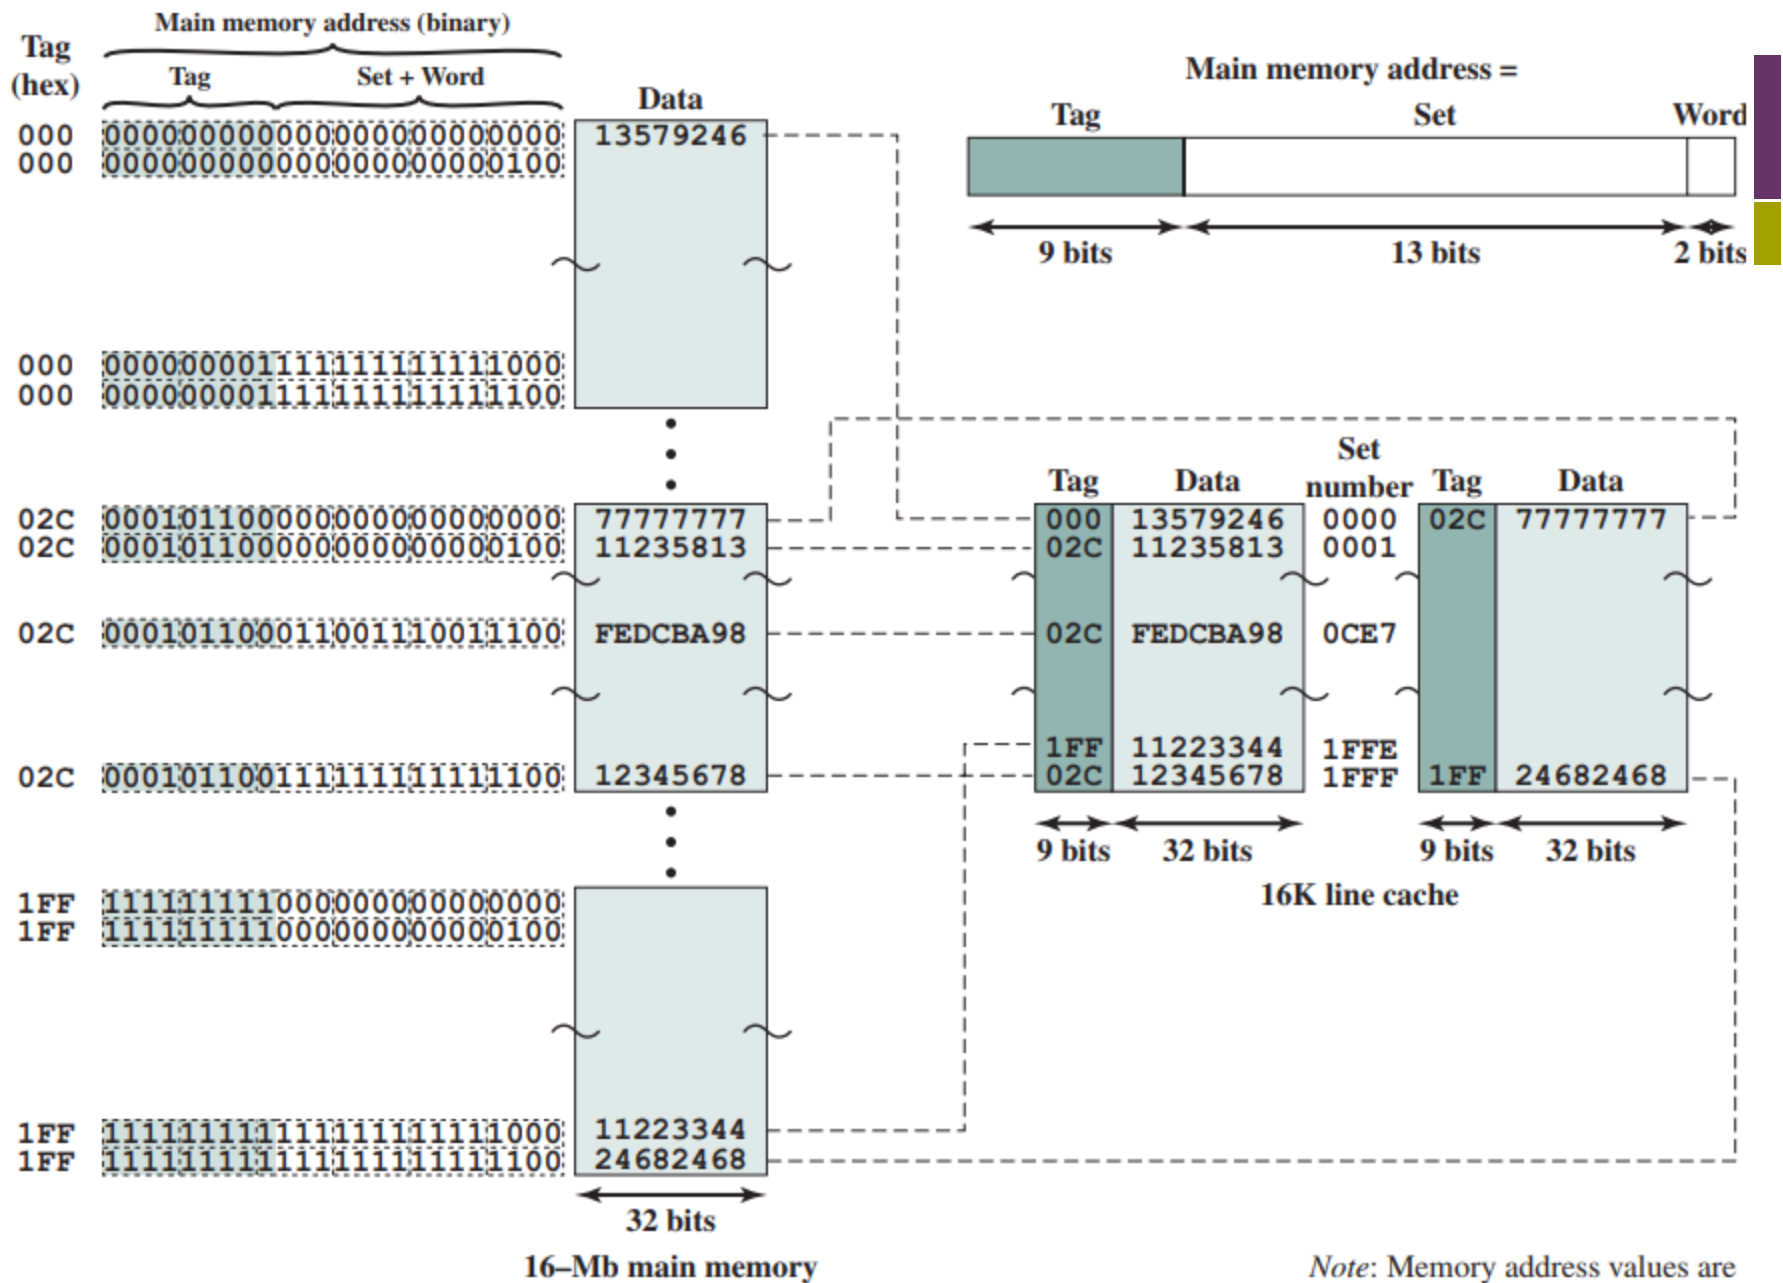 Main memory address (binary)
Tag
(hex)
Tag Set + Word
Data
000 000000000000000000000000 13579246
000 000000000000000000000100
000 000000001111111111111000
000 000000001111111111111100
02C 000101100000000000000000 77777777
02C 000101100000000000000100 11235813
02C 000101100011001110011100 FEDCBA98
02C 000101100111111111111100 12345678
1FF 111111111000000000000000
1FF 111111111000000000000100
1FF 111111111111111111111000 11223344
1FF 111111111111111111111100 24682468
32 bits
16–Mb main memory
Main memory address =
Tag Set Word
9 bits 13 bits 2 bits
Set
Tag Data number Tag Data
000 13579246 0000 02C 77777777
02C 11235813 0001
02C FEDCBA98 0CE7
1FF 11223344 1FFE
02C 12345678 1FFF 1FF 24682468
9 bits 32 bits 9 bits 32 bits
16K line cache
Note: Memory address values are